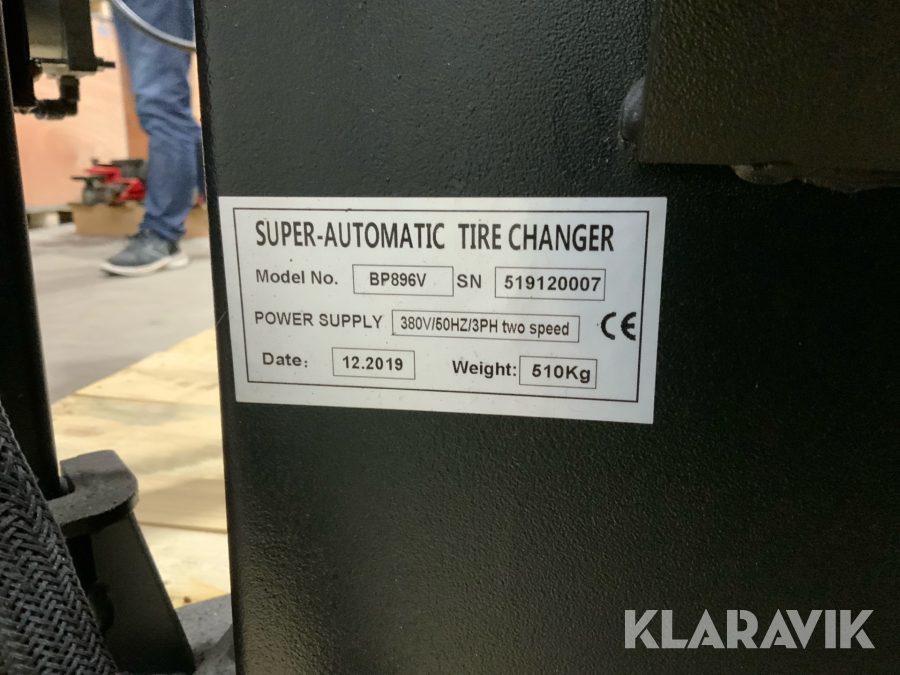 SUPER-AUTOMATIC TIRE CHANGER
Model No. BP896V SN 519120007
POWER SUPPLY 380V/50HZ/3PH two speed CE
Date: 12.2019 Weight: 510Kg
KLARAVIK